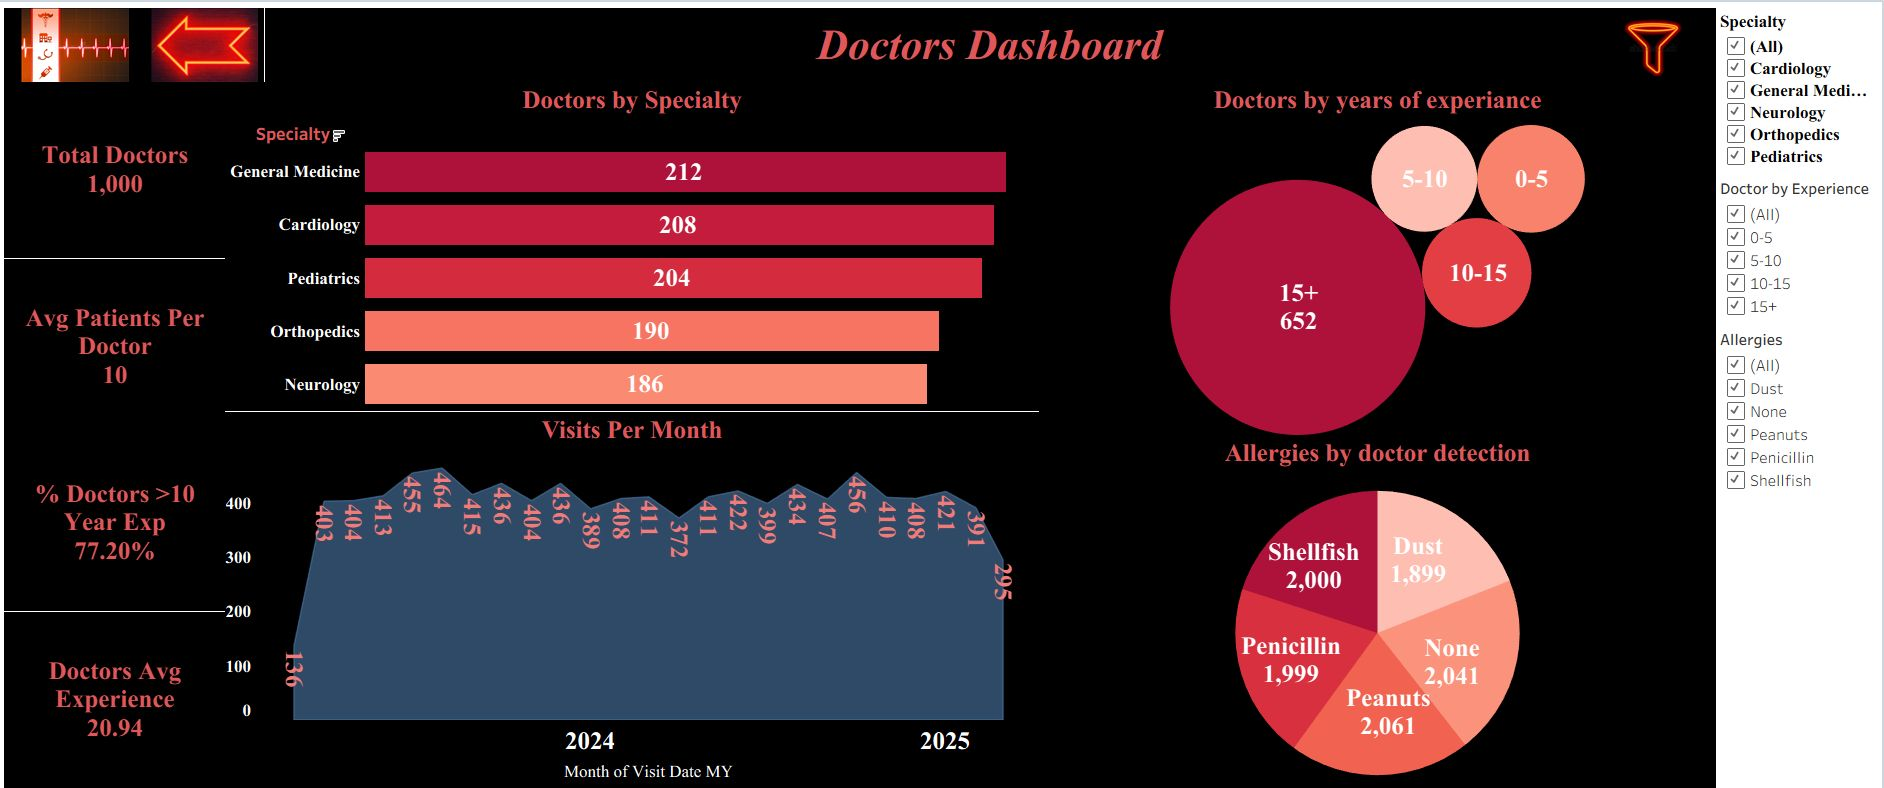 Doctors Dashboard
Total Doctors
1,000
Avg Patients Per
Doctor
10
% Doctors >10
Year Exp
77.20%
Doctors Avg
Experience
20.94
Doctors by Specialty
Specialty
General Medicine
212
Cardiology
208
Pediatrics
204
Orthopedics
190
Neurology
186
Visits Per Month
400
300
200
100
0
136
403
404
413
455
464
415
436
404
436
389
408
411
372
411
422
399
434
407
456
410
408
421
391
295
2024
2025
Month of Visit Date MY
Doctors by years of experiance
5-10
0-5
10-15
15+
652
Allergies by doctor detection
Shellfish
2,000
Dust
1,899
Penicillin
1,999
None
2,041
Peanuts
2,061
Specialty
(All)
Cardiology
General Medi...
Neurology
Orthopedics
Pediatrics
Doctor by Experience
(All)
0-5
5-10
10-15
15+
Allergies
(All)
Dust
None
Peanuts
Penicillin
Shellfish